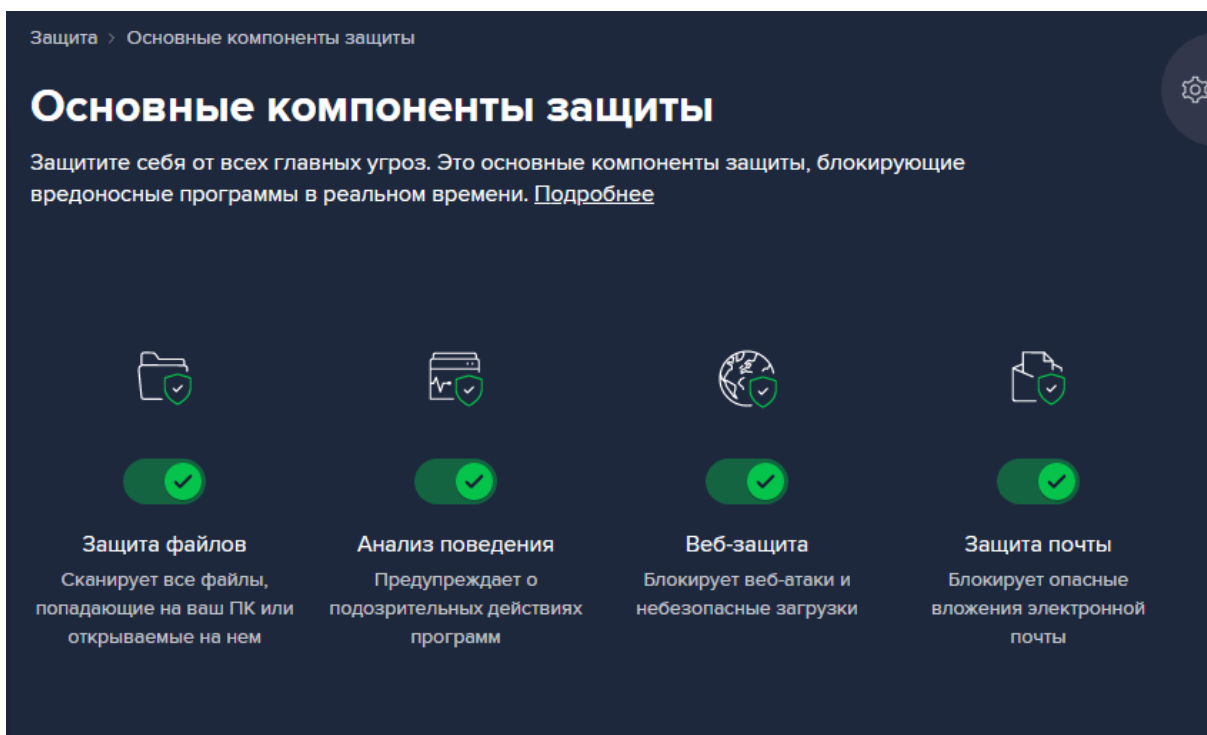 Защита > Основные компоненты защиты
Основные компоненты защиты
Защитите себя от всех главных угроз. Это основные компоненты защиты, блокирующие
вредоносные программы в реальном времени. Подробнее
Защита файлов
Сканирует все файлы,
попадающие на ваш ПК или
открываемые на нем
Анализ поведения
Предупреждает о
подозрительных действиях
программ
Веб-защита
Блокирует веб-атаки и
небезопасные загрузки
Защита почты
Блокирует опасные
вложения электронной
почты